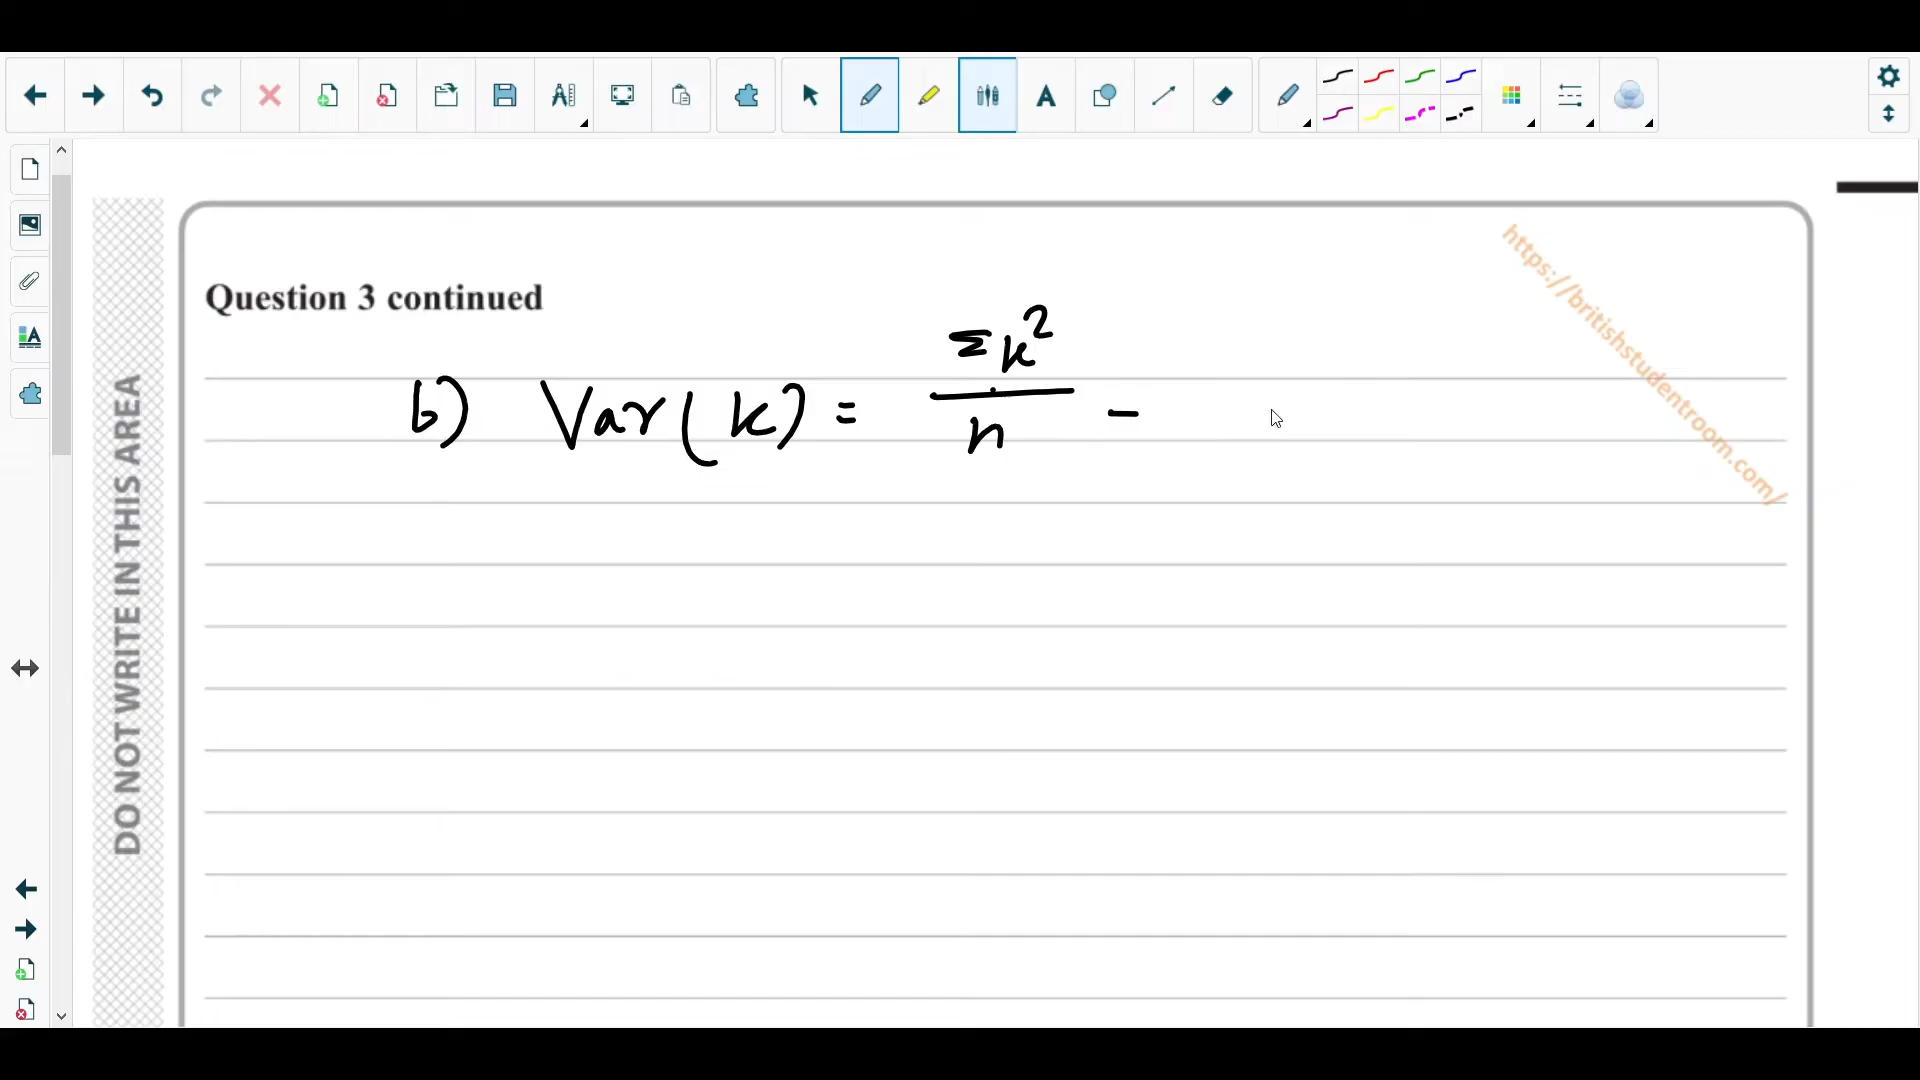 Question 3 continued
b) Var(k) = Σk²/n −
DO NOT WRITE IN THIS AREA
https://britishstudentroom.com/